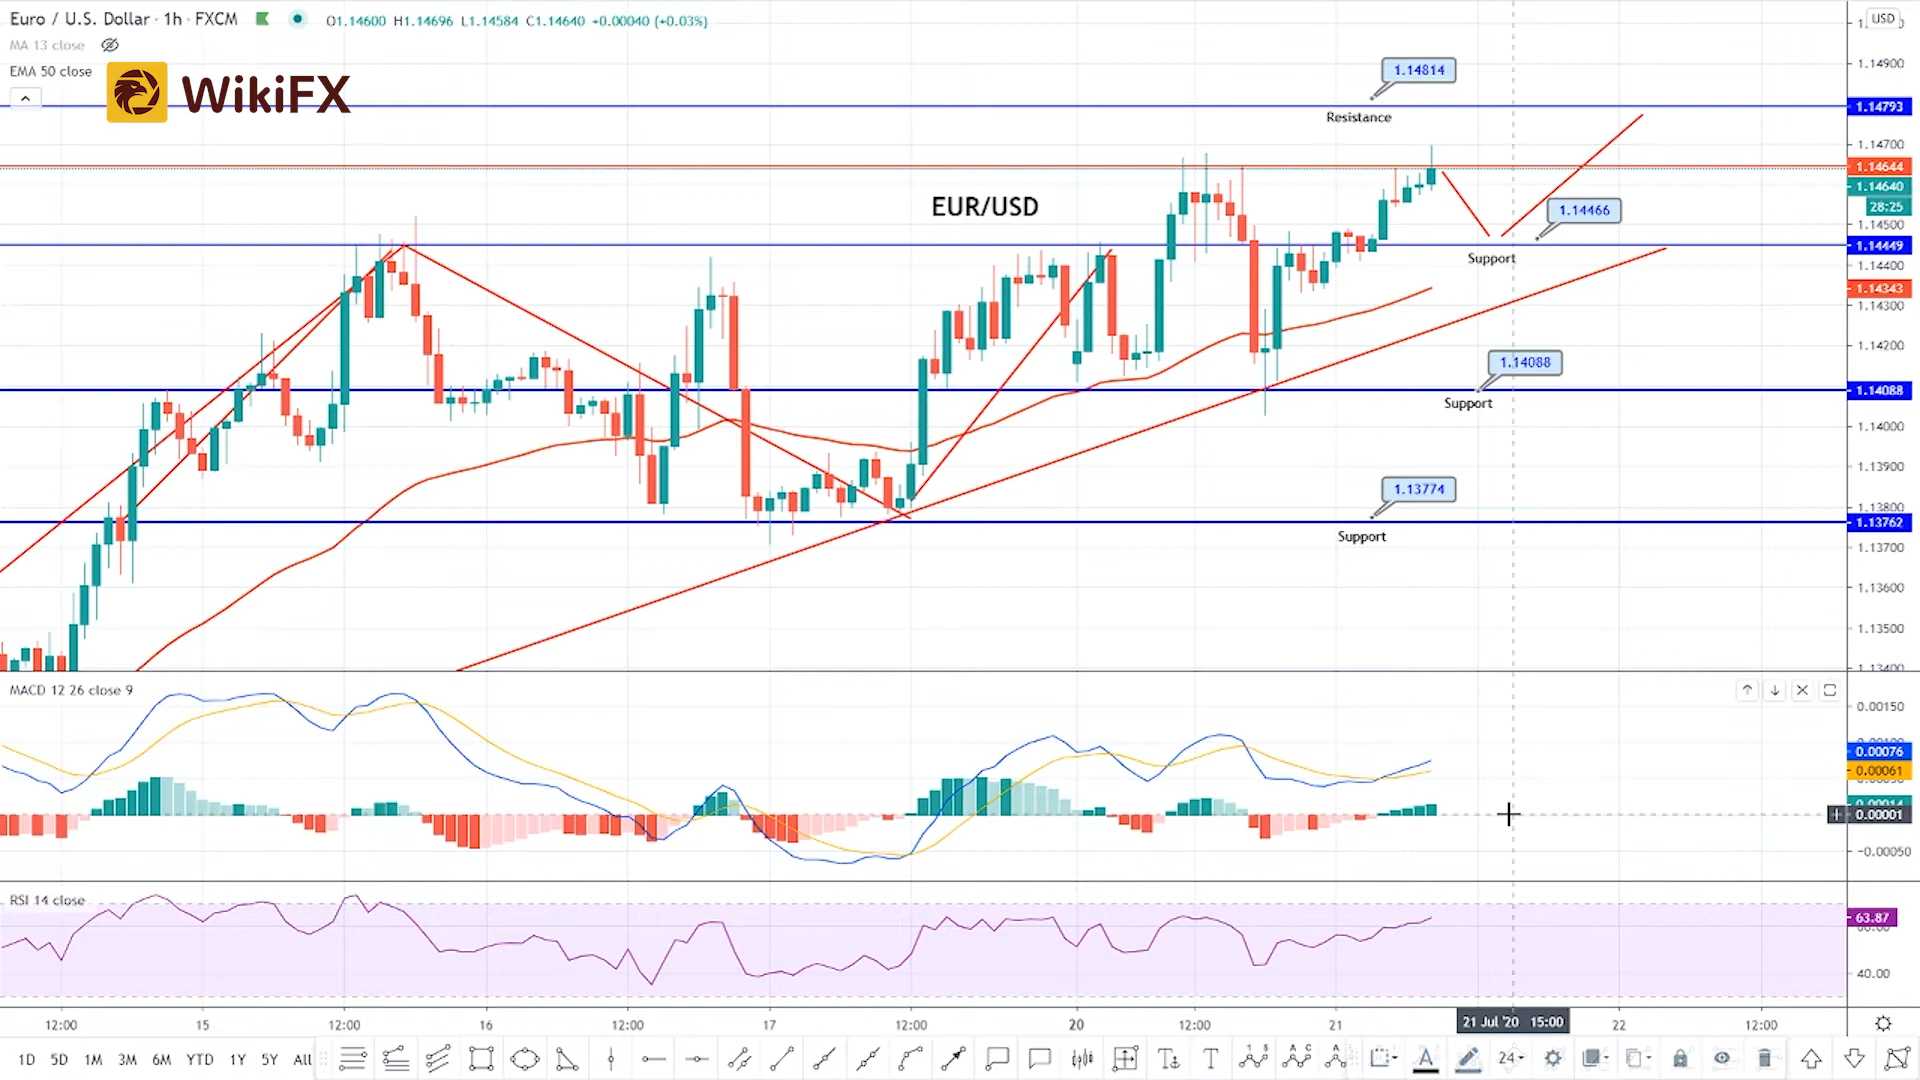 Euro / U.S. Dollar · 1h · FXCM O1.14600 H1.14696 L1.14584 C1.14640 +0.00040 (+0.03%)
MA 13 close
EMA 50 close
WikiFX
USD
1.14900
1.14814
1.14793
Resistance
1.14700
1.14644
1.14640
28:25
EUR/USD
1.14466
1.14500
1.14449
Support
1.14400
1.14343
1.14300
1.14200
1.14088
1.14088
Support
1.14000
1.13900
1.13774
1.13800
1.13762
Support
1.13700
1.13600
1.13500
1.13400
MACD 12 26 close 9
0.00150
0.00076
0.00061
0.00014
0.00001
−0.00050
RSI 14 close
63.87
60.00
40.00
12:00 15 12:00 16 12:00 17 12:00 20 12:00 21 21 Jul '20 15:00 22 12:00
1D 5D 1M 3M 6M YTD 1Y 5Y All 24